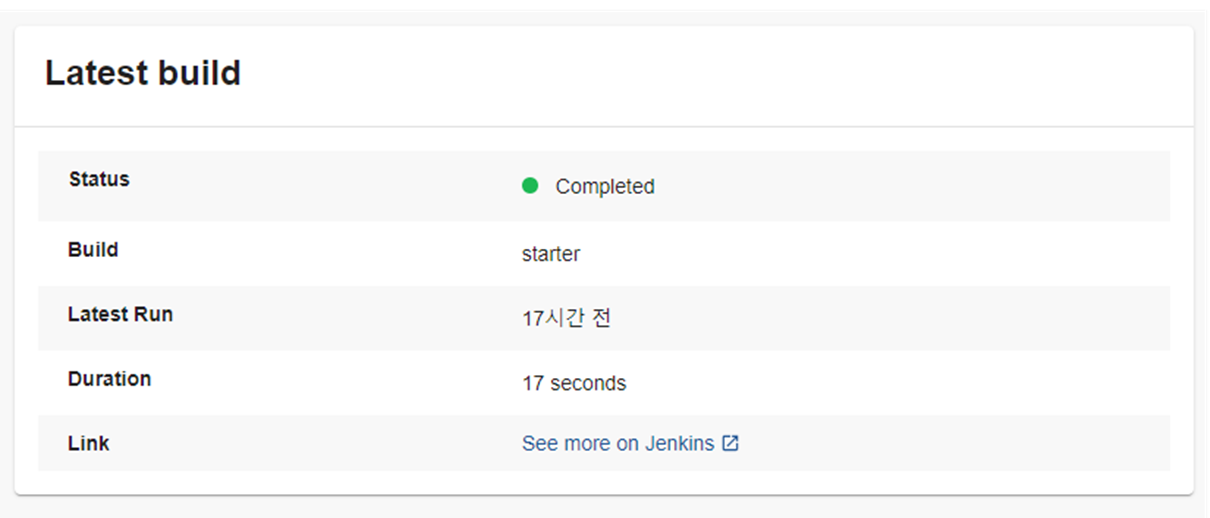 Latest build
Status
Completed
Build
starter
Latest Run
17시간 전
Duration
17 seconds
Link
See more on Jenkins